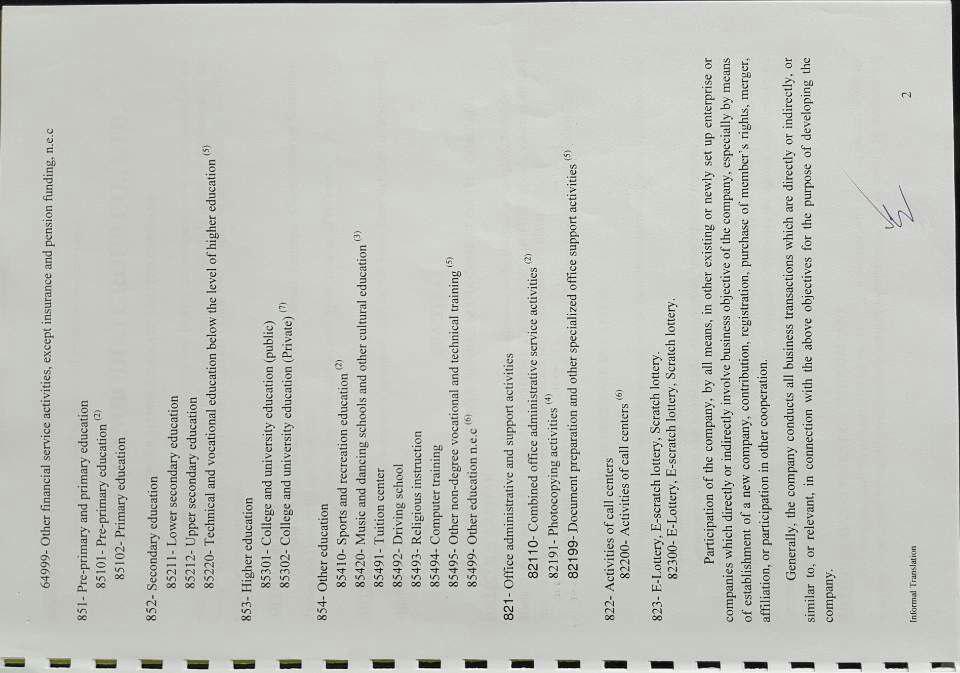 64999- Other financial service activities, except insurance and pension funding, n.e.c
851- Pre-primary and primary education
85101- Pre-primary education (2)
85102- Primary education
852- Secondary education
85211- Lower secondary education
85212- Upper secondary education
85220- Technical and vocational education below the level of higher education (5)
853- Higher education
85301- College and university education (public)
85302- College and university education (Private) (7)
854- Other education
85410- Sports and recreation education (2)
85420- Music and dancing schools and other cultural education (3)
85491- Tuition center
85492- Driving school
85493- Religious instruction
85494- Computer training
85495- Other non-degree vocational and technical training (5)
85499- Other education n.e.c (6)
821- Office administrative and support activities
82110- Combined office administrative service activities (2)
82191- Photocopying activities (4)
82199- Document preparation and other specialized office support activities (5)
822- Activities of call centers
82200- Activities of call centers (6)
823- E-Lottery, E-scratch lottery, Scratch lottery.
82300- E-Lottery, E-scratch lottery, Scratch lottery.
Participation of the company, by all means, in other existing or newly set up enterprise or
companies which directly or indirectly involve business objective of the company, especially by means
of establishment of a new company, contribution, registration, purchase of member's rights, merger,
affiliation, or participation in other cooperation.
Generally, the company conducts all business transactions which are directly or indirectly, or
similar to, or relevant, in connection with the above objectives for the purpose of developing the
company.
Informal Translation
2